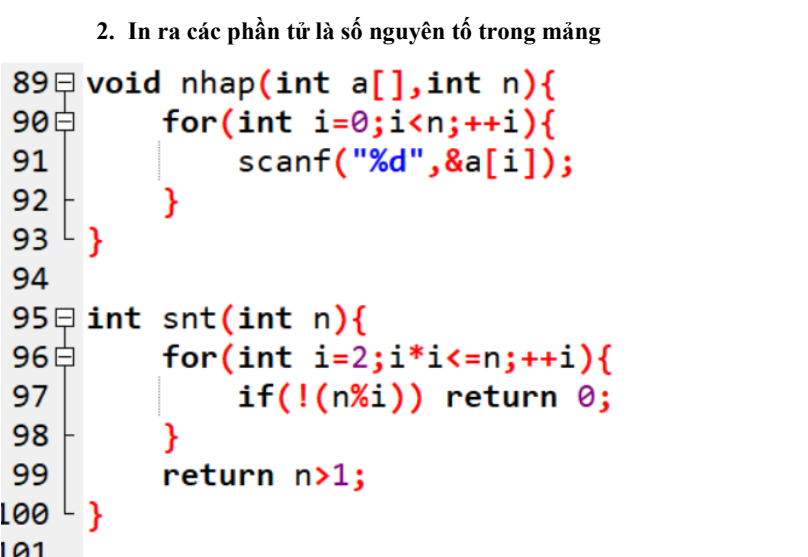 2. In ra các phần tử là số nguyên tố trong mảng
89 void nhap(int a[],int n){
90 for(int i=0;i<n;++i){
91 scanf("%d",&a[i]);
92 }
93 }
94
95 int snt(int n){
96 for(int i=2;i*i<=n;++i){
97 if(!(n%i)) return 0;
98 }
99 return n>1;
100 }
101